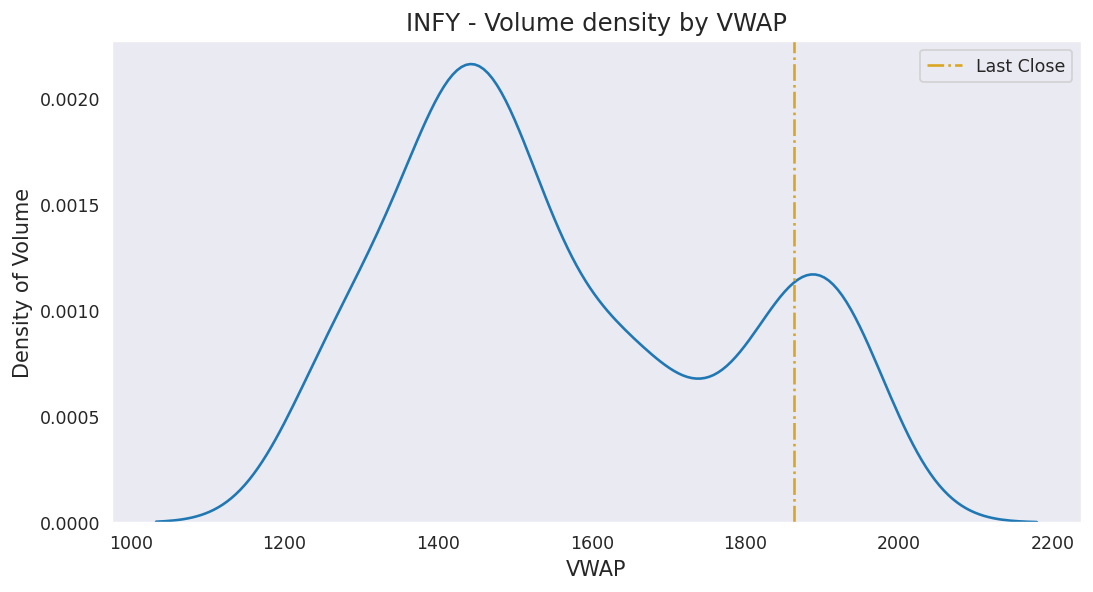 INFY - Volume density by VWAP
Last Close
Density of Volume
0.0020
0.0015
0.0010
0.0005
0.0000
1000 1200 1400 1600 1800 2000 2200
VWAP